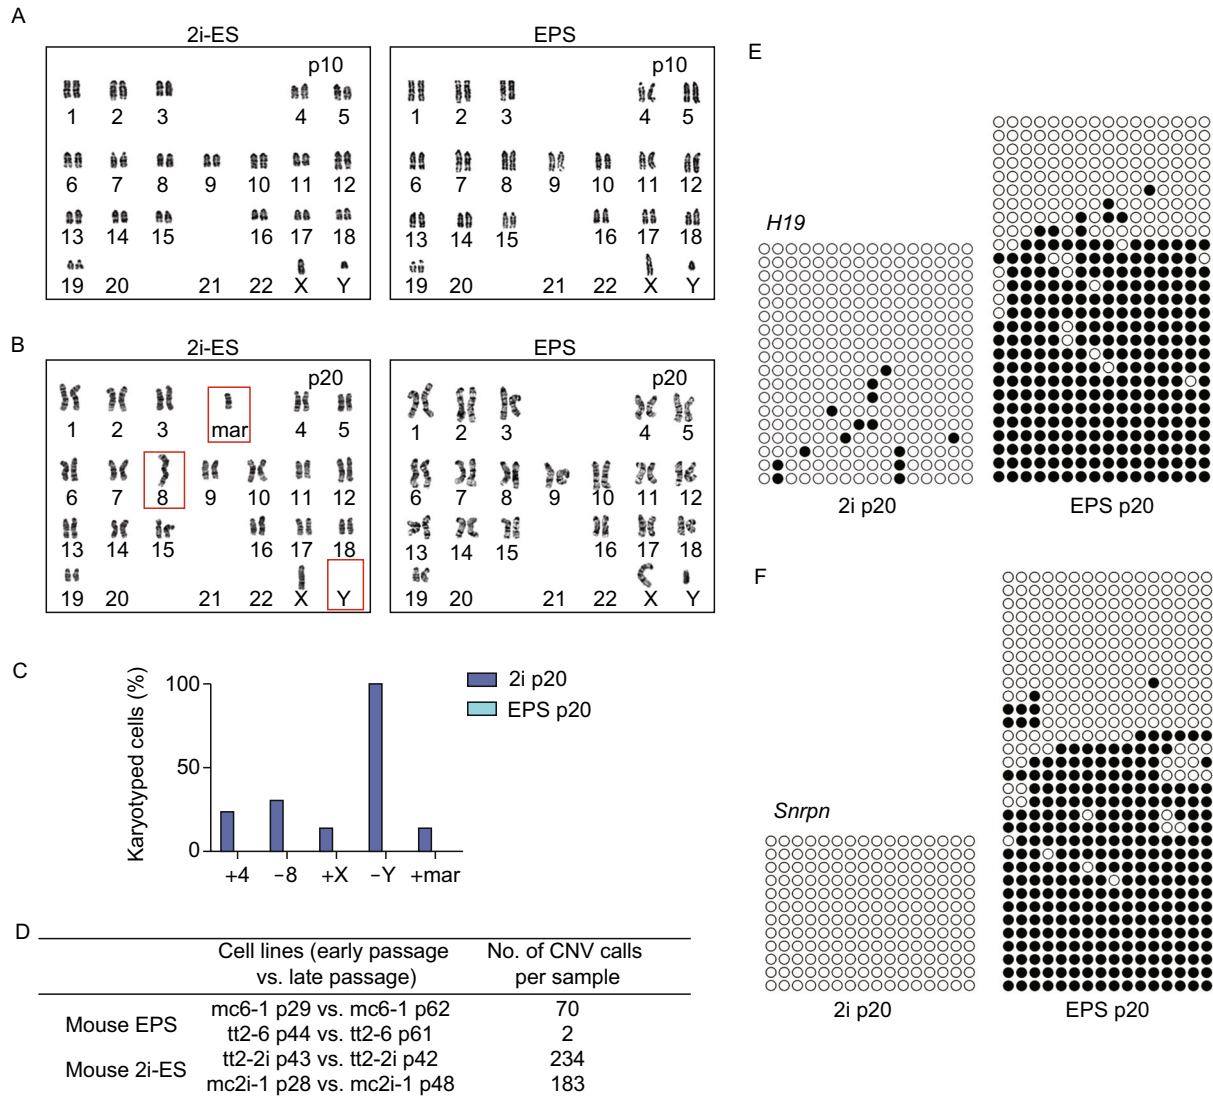 A
2i-ES
p10
1 2 3 4 5
6 7 8 9 10 11 12
13 14 15 16 17 18
19 20 21 22 X Y
EPS
p10
1 2 3 4 5
6 7 8 9 10 11 12
13 14 15 16 17 18
19 20 21 22 X Y
B
2i-ES
p20
1 2 3 mar 4 5
6 7 8 9 10 11 12
13 14 15 16 17 18
19 20 21 22 X Y
EPS
p20
1 2 3 4 5
6 7 8 9 10 11 12
13 14 15 16 17 18
19 20 21 22 X Y
C
Karyotyped cells (%)
100
50
0
+4 −8 +X −Y +mar
2i p20
EPS p20
D
Cell lines (early passage
vs. late passage)
No. of CNV calls
per sample
Mouse EPS
mc6-1 p29 vs. mc6-1 p62 70
tt2-6 p44 vs. tt2-6 p61 2
Mouse 2i-ES
tt2-2i p43 vs. tt2-2i p42 234
mc2i-1 p28 vs. mc2i-1 p48 183
E
H19
2i p20
EPS p20
F
Snrpn
2i p20
EPS p20